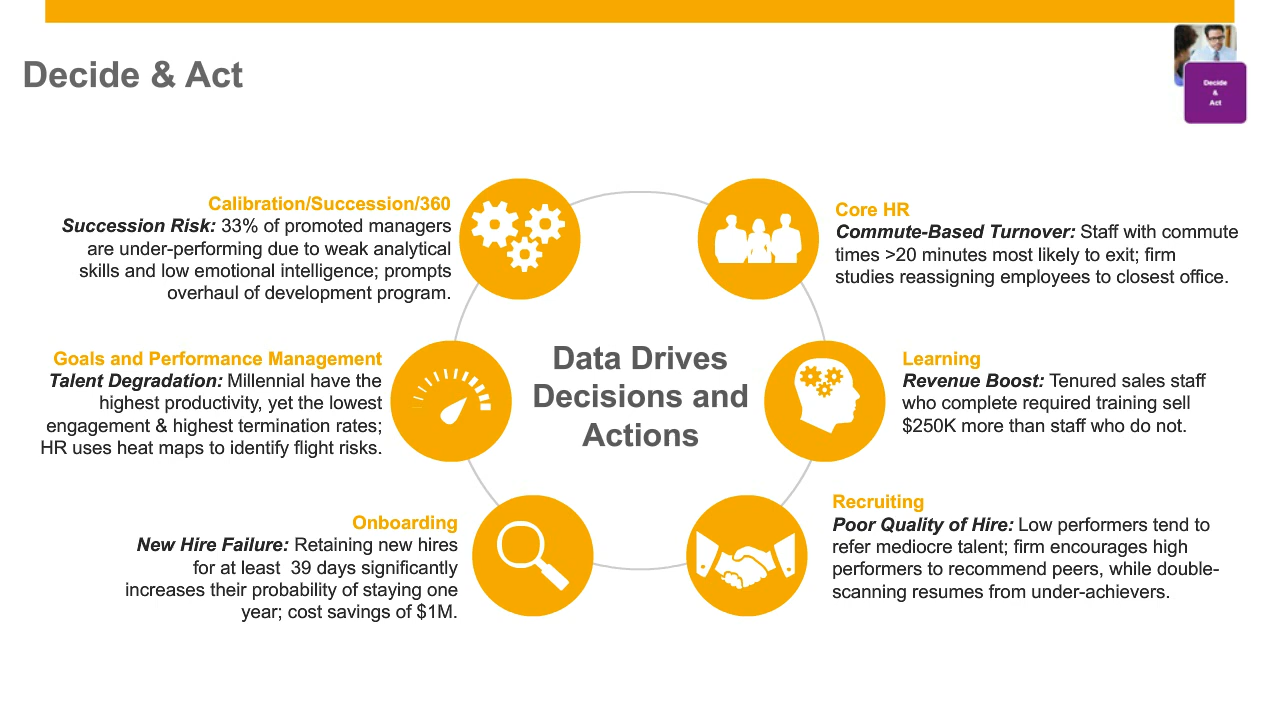 Decide & Act
Decide
&
Act
Calibration/Succession/360
Succession Risk: 33% of promoted managers
are under-performing due to weak analytical
skills and low emotional intelligence; prompts
overhaul of development program.
Core HR
Commute-Based Turnover: Staff with commute
times >20 minutes most likely to exit; firm
studies reassigning employees to closest office.
Goals and Performance Management
Talent Degradation: Millennial have the
highest productivity, yet the lowest
engagement & highest termination rates;
HR uses heat maps to identify flight risks.
Data Drives
Decisions and
Actions
Learning
Revenue Boost: Tenured sales staff
who complete required training sell
$250K more than staff who do not.
Onboarding
New Hire Failure: Retaining new hires
for at least  39 days significantly
increases their probability of staying one
year; cost savings of $1M.
Recruiting
Poor Quality of Hire: Low performers tend to
refer mediocre talent; firm encourages high
performers to recommend peers, while double-
scanning resumes from under-achievers.